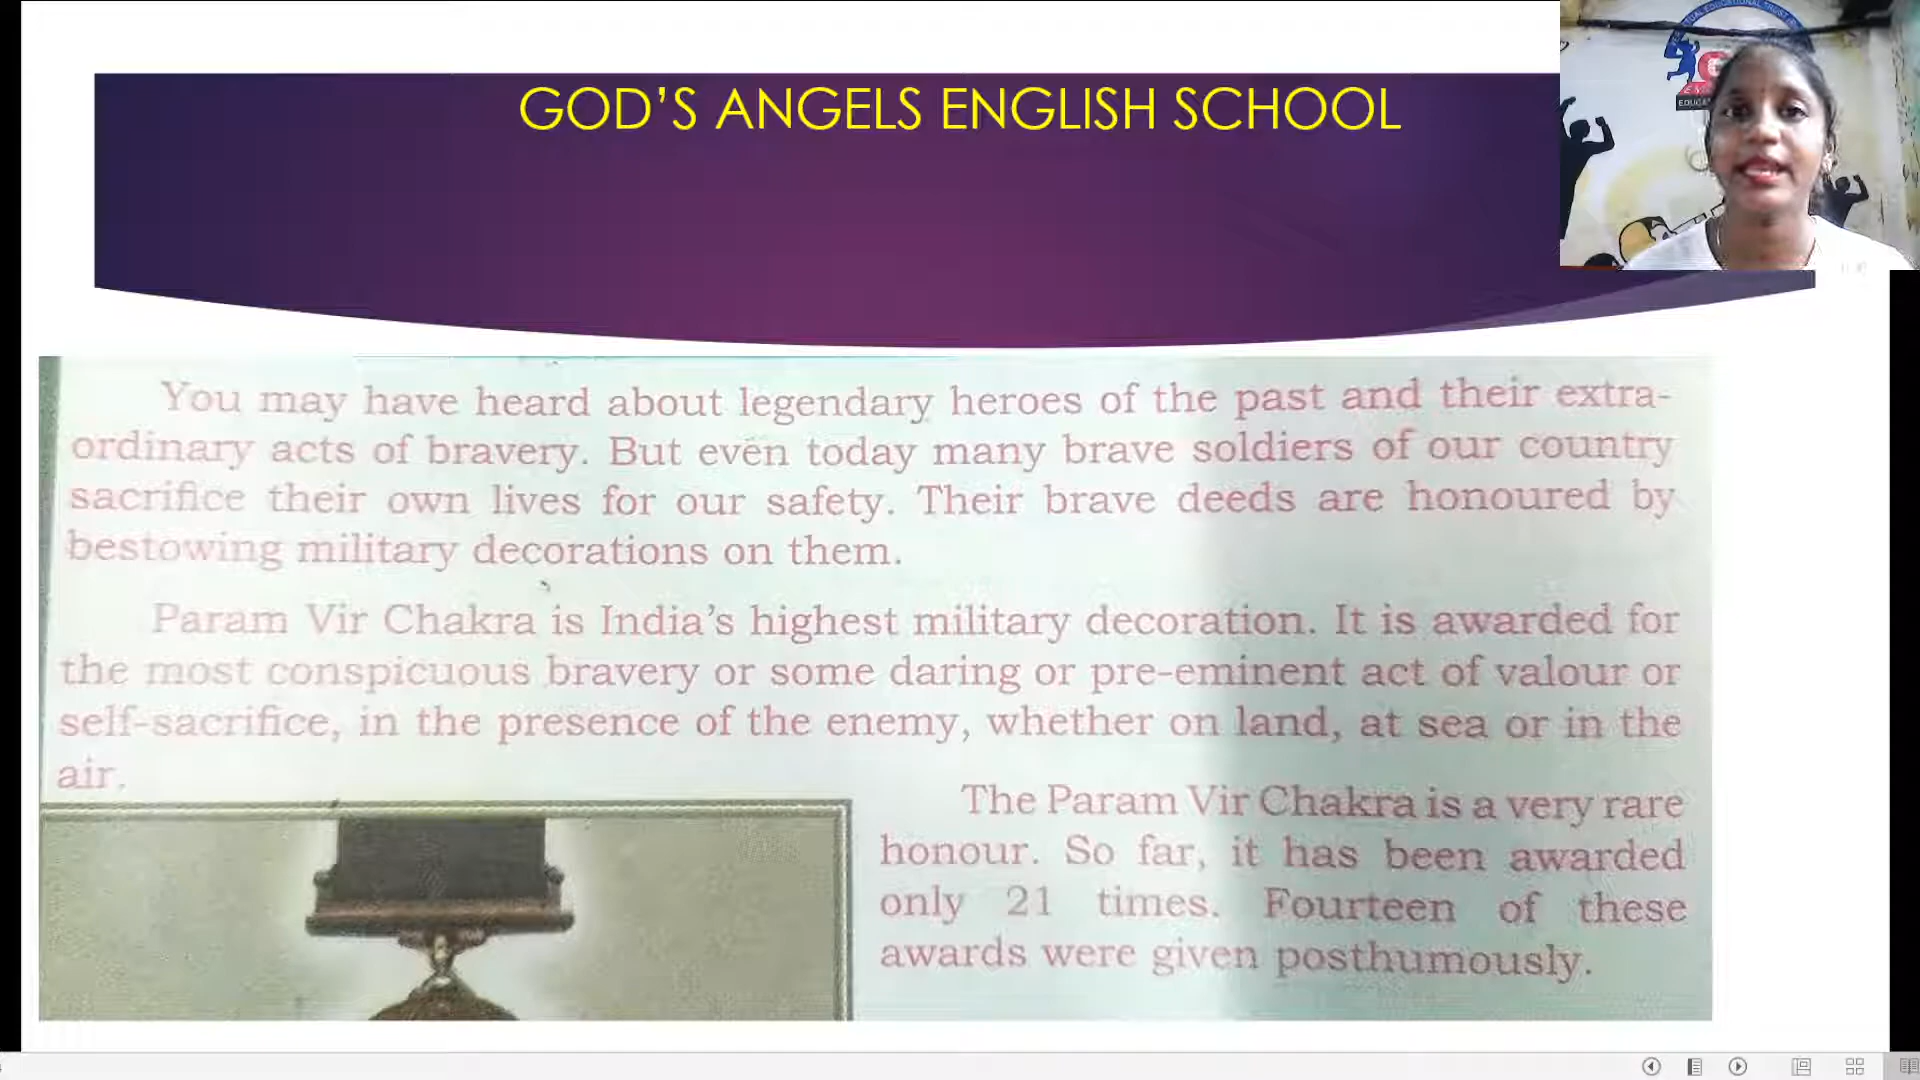 GOD'S ANGELS ENGLISH SCHOOL
You may have heard about legendary heroes of the past and their extra-
ordinary acts of bravery. But even today many brave soldiers of our country
sacrifice their own lives for our safety. Their brave deeds are honoured by
bestowing military decorations on them.
Param Vir Chakra is India's highest military decoration. It is awarded for
the most conspicuous bravery or some daring or pre-eminent act of valour or
self-sacrifice, in the presence of the enemy, whether on land, at sea or in the
air.
The Param Vir Chakra is a very rare
honour. So far, it has been awarded
only 21 times. Fourteen of these
awards were given posthumously.